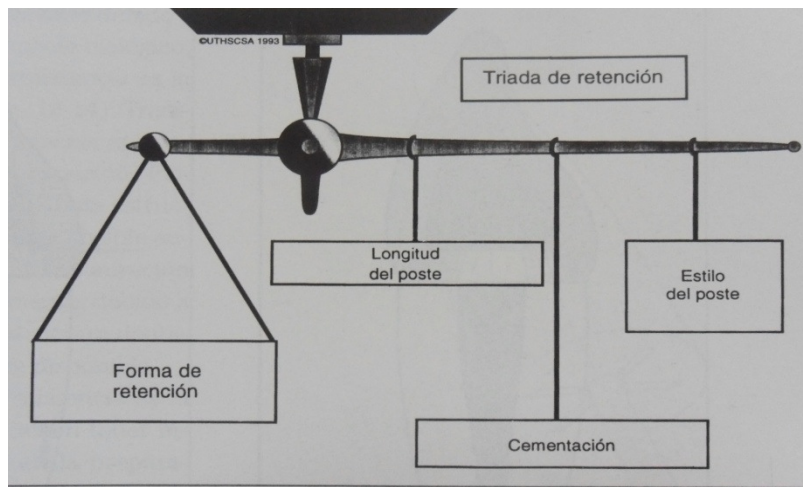 ©UTHSCSA 1993
Triada de retención
Longitud
del poste
Estilo
del poste
Forma de
retención
Cementación